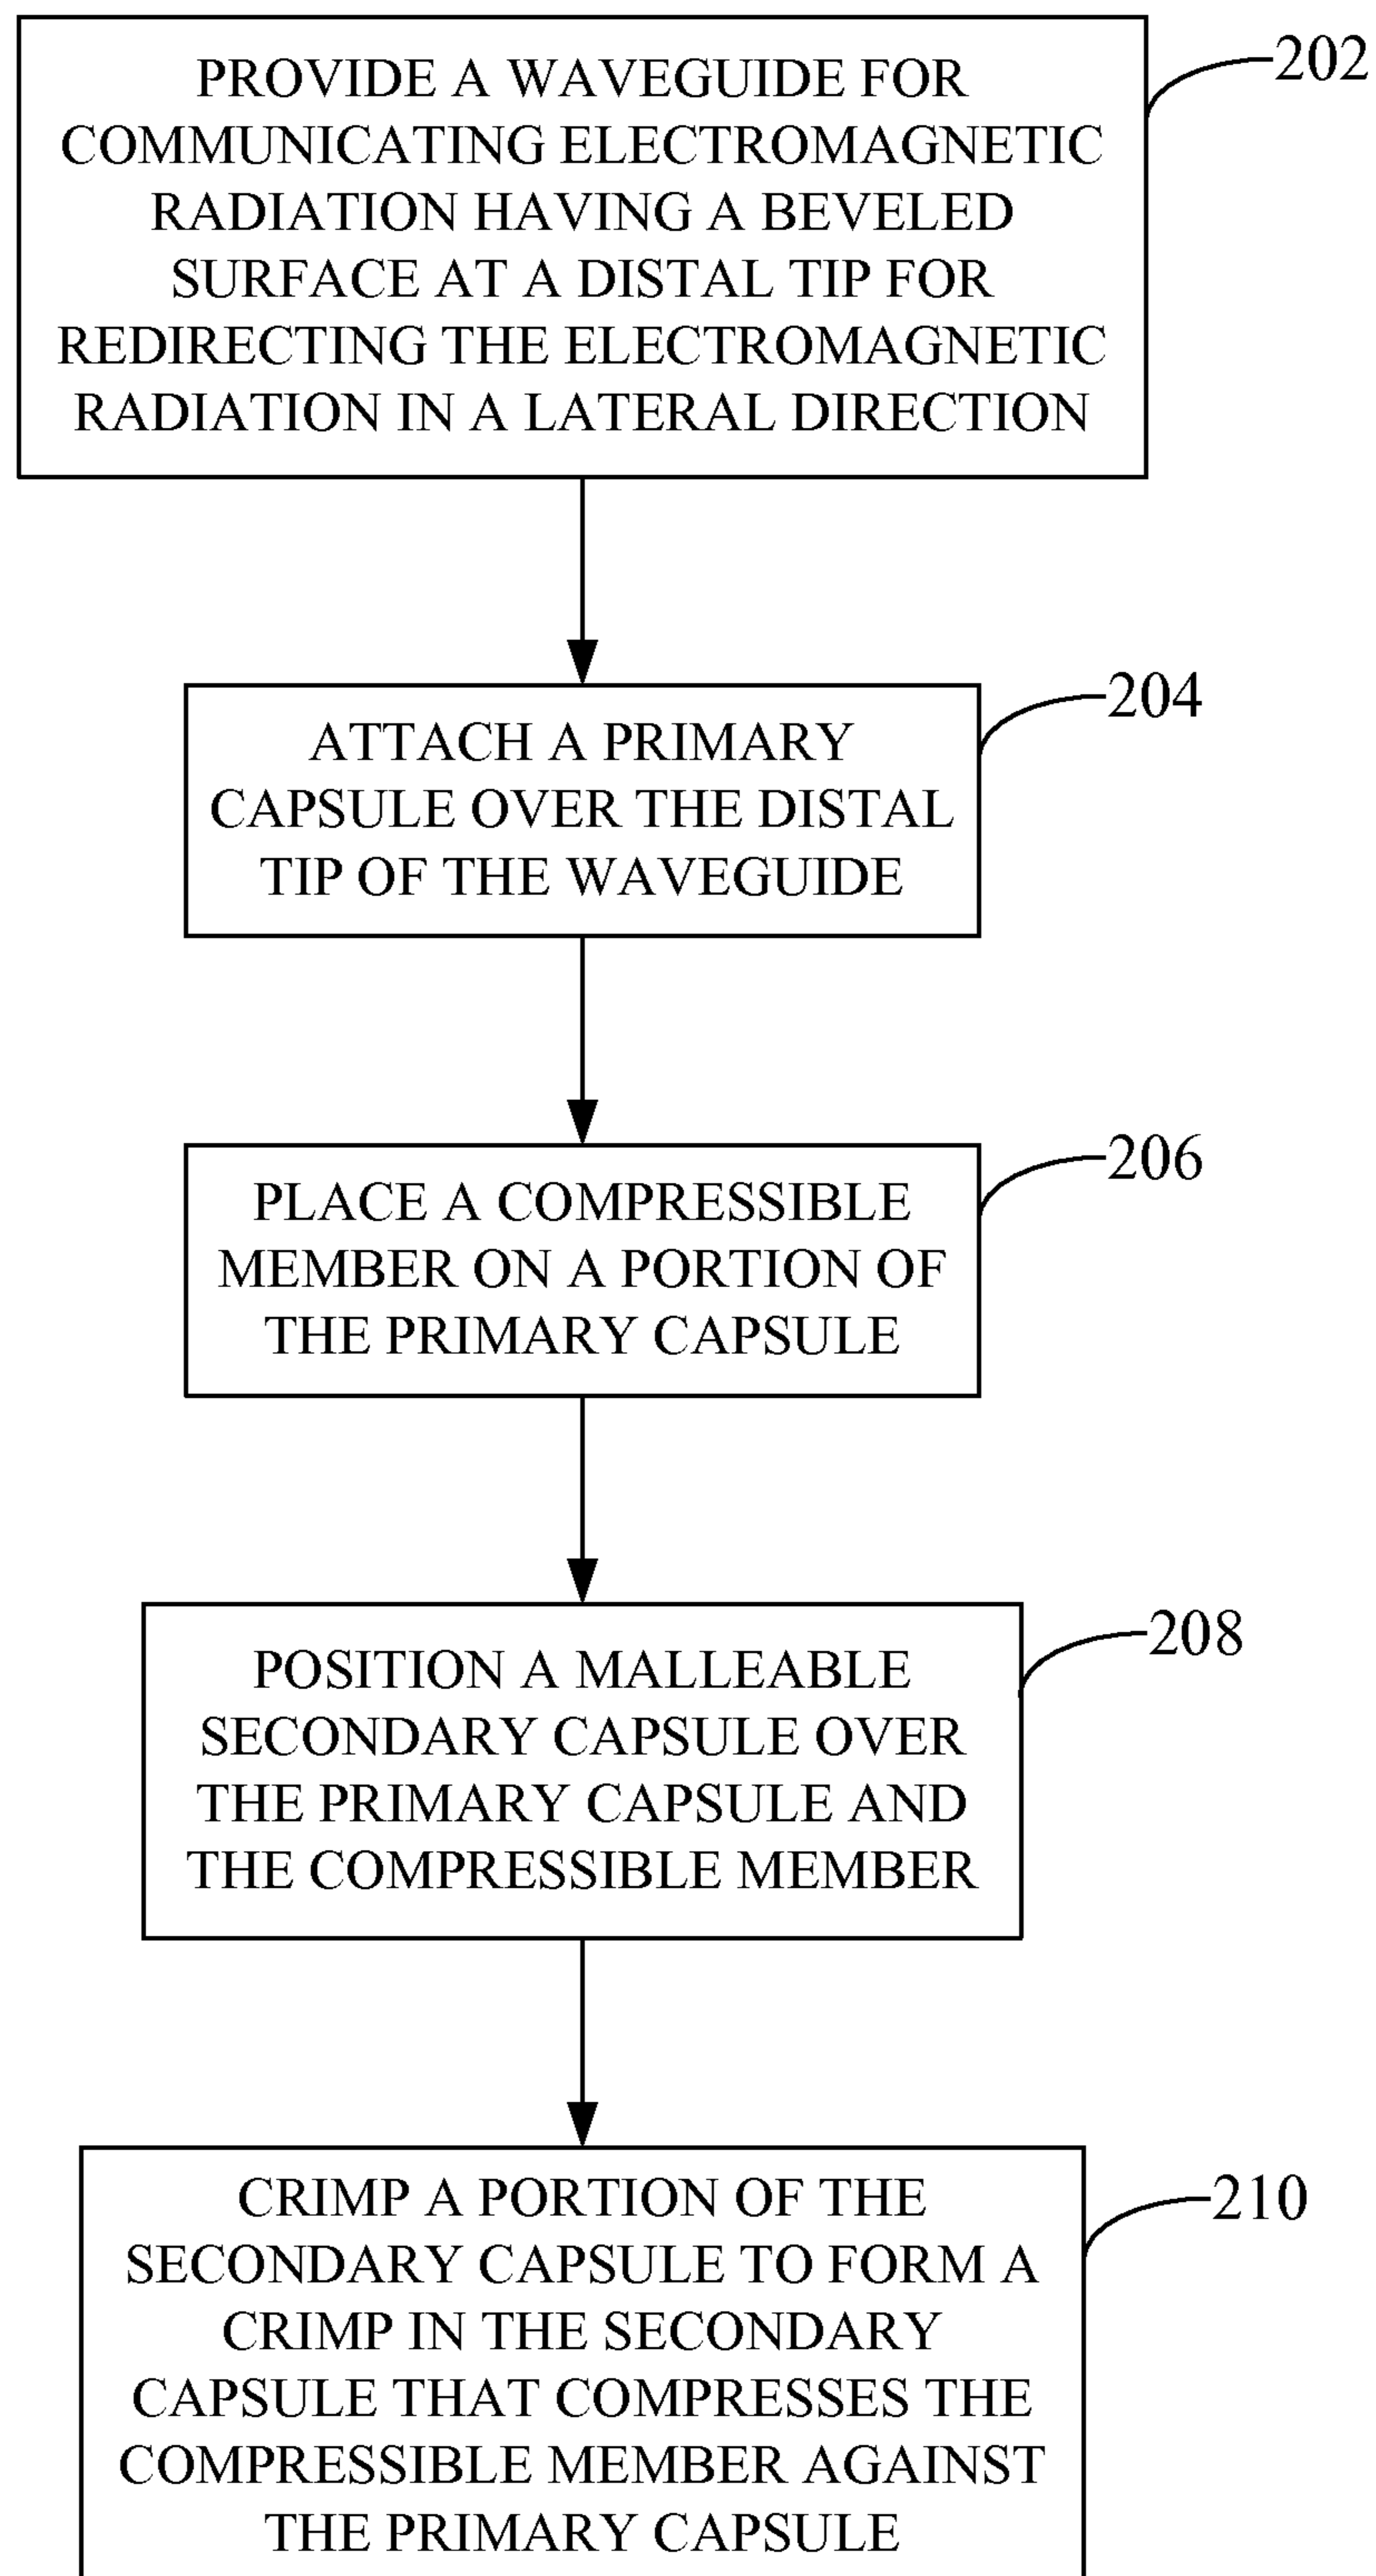 PROVIDE A WAVEGUIDE FOR
COMMUNICATING ELECTROMAGNETIC
RADIATION HAVING A BEVELED
SURFACE AT A DISTAL TIP FOR
REDIRECTING THE ELECTROMAGNETIC
RADIATION IN A LATERAL DIRECTION
202
ATTACH A PRIMARY
CAPSULE OVER THE DISTAL
TIP OF THE WAVEGUIDE
204
PLACE A COMPRESSIBLE
MEMBER ON A PORTION OF
THE PRIMARY CAPSULE
206
POSITION A MALLEABLE
SECONDARY CAPSULE OVER
THE PRIMARY CAPSULE AND
THE COMPRESSIBLE MEMBER
208
CRIMP A PORTION OF THE
SECONDARY CAPSULE TO FORM A
CRIMP IN THE SECONDARY
CAPSULE THAT COMPRESSES THE
COMPRESSIBLE MEMBER AGAINST
THE PRIMARY CAPSULE
210